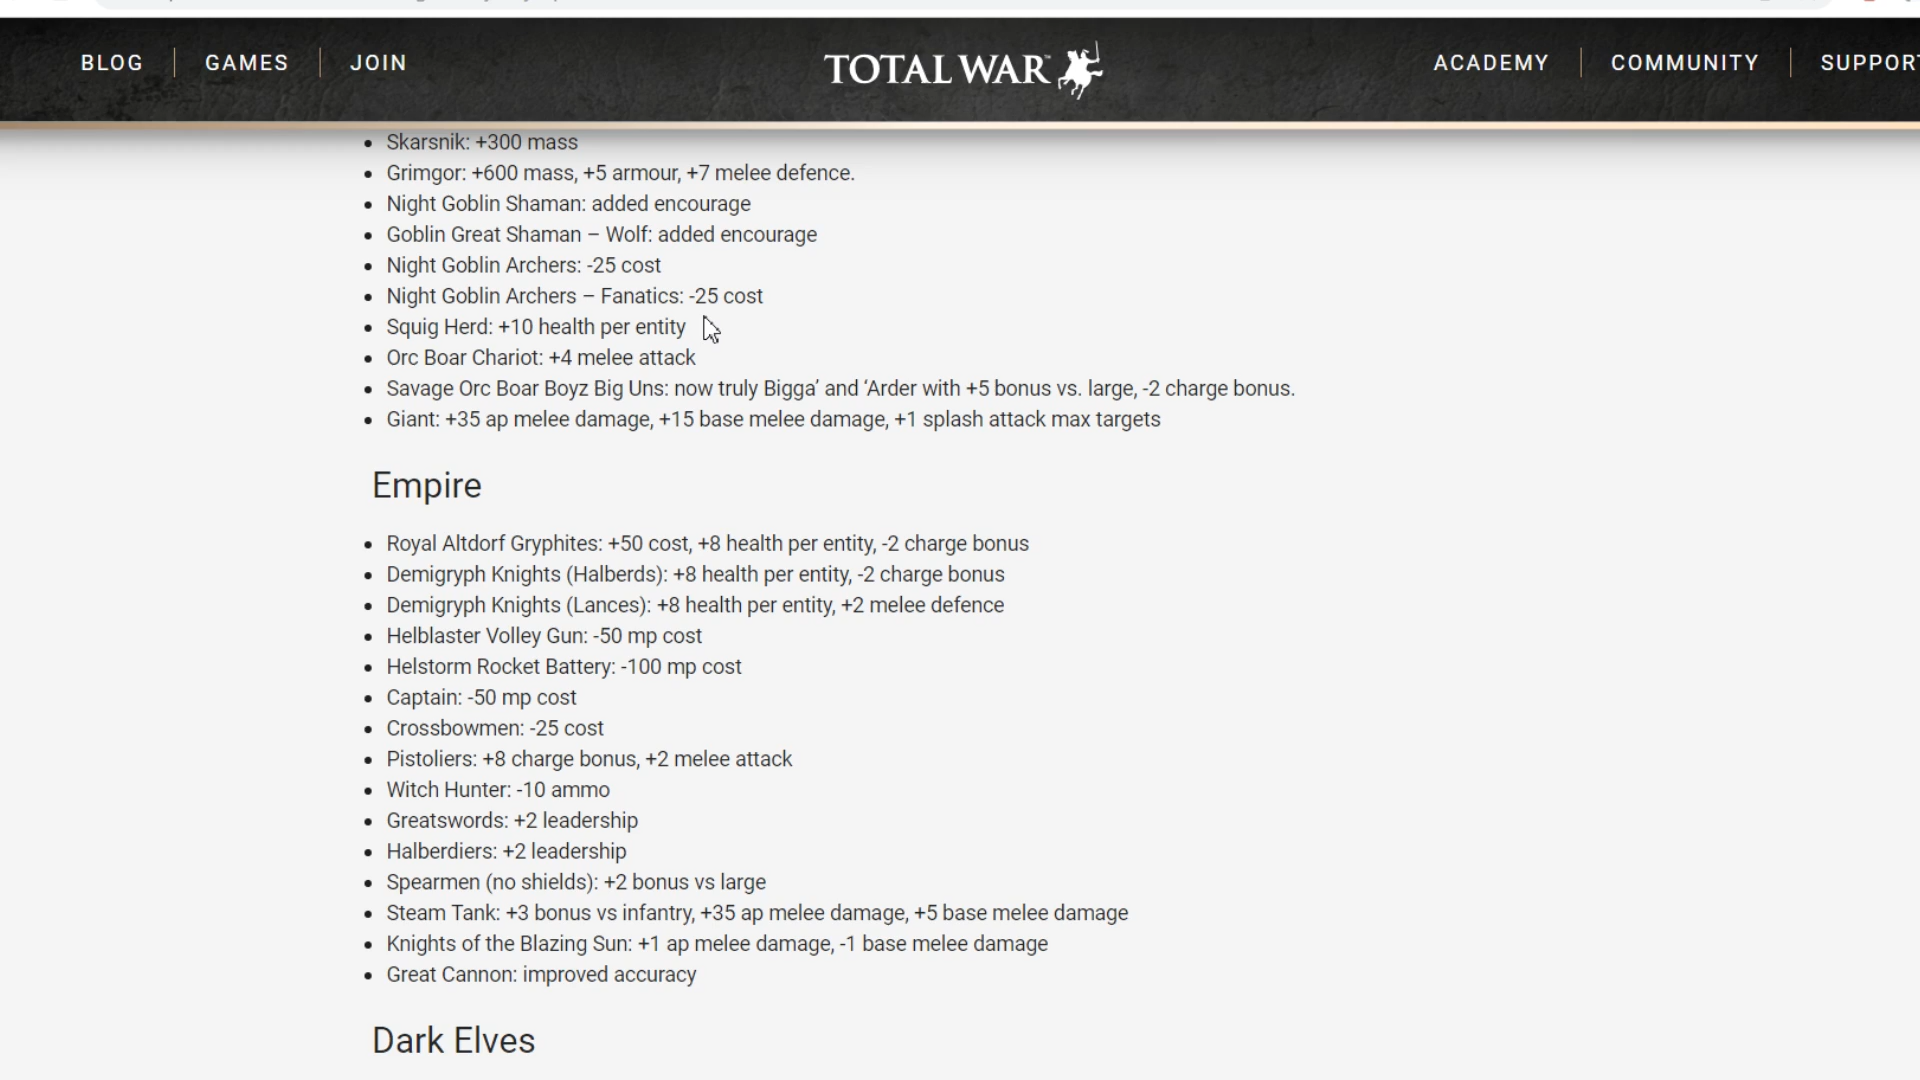 BLOG GAMES JOIN TOTAL WAR™ ACADEMY COMMUNITY SUPPORT
• Skarsnik: +300 mass
• Grimgor: +600 mass, +5 armour, +7 melee defence.
• Night Goblin Shaman: added encourage
• Goblin Great Shaman – Wolf: added encourage
• Night Goblin Archers: -25 cost
• Night Goblin Archers – Fanatics: -25 cost
• Squig Herd: +10 health per entity
• Orc Boar Chariot: +4 melee attack
• Savage Orc Boar Boyz Big Uns: now truly Bigga’ and ‘Arder with +5 bonus vs. large, -2 charge bonus.
• Giant: +35 ap melee damage, +15 base melee damage, +1 splash attack max targets
Empire
• Royal Altdorf Gryphites: +50 cost, +8 health per entity, -2 charge bonus
• Demigryph Knights (Halberds): +8 health per entity, -2 charge bonus
• Demigryph Knights (Lances): +8 health per entity, +2 melee defence
• Helblaster Volley Gun: -50 mp cost
• Helstorm Rocket Battery: -100 mp cost
• Captain: -50 mp cost
• Crossbowmen: -25 cost
• Pistoliers: +8 charge bonus, +2 melee attack
• Witch Hunter: -10 ammo
• Greatswords: +2 leadership
• Halberdiers: +2 leadership
• Spearmen (no shields): +2 bonus vs large
• Steam Tank: +3 bonus vs infantry, +35 ap melee damage, +5 base melee damage
• Knights of the Blazing Sun: +1 ap melee damage, -1 base melee damage
• Great Cannon: improved accuracy
Dark Elves